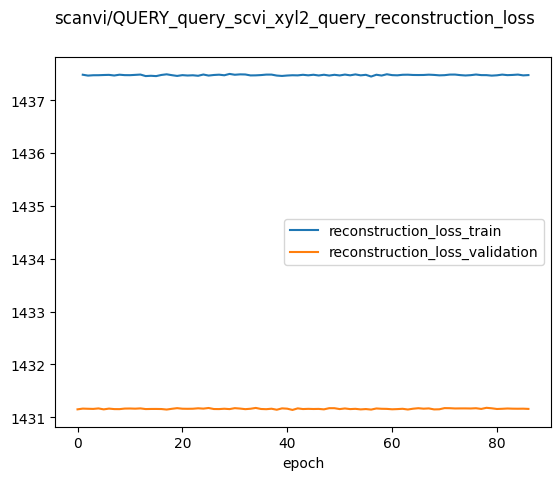 scanvi/QUERY_query_scvi_xyl2_query_reconstruction_loss
1437
1436
1435
1434
1433
1432
1431
reconstruction_loss_train
reconstruction_loss_validation
0 20 40 60 80
epoch